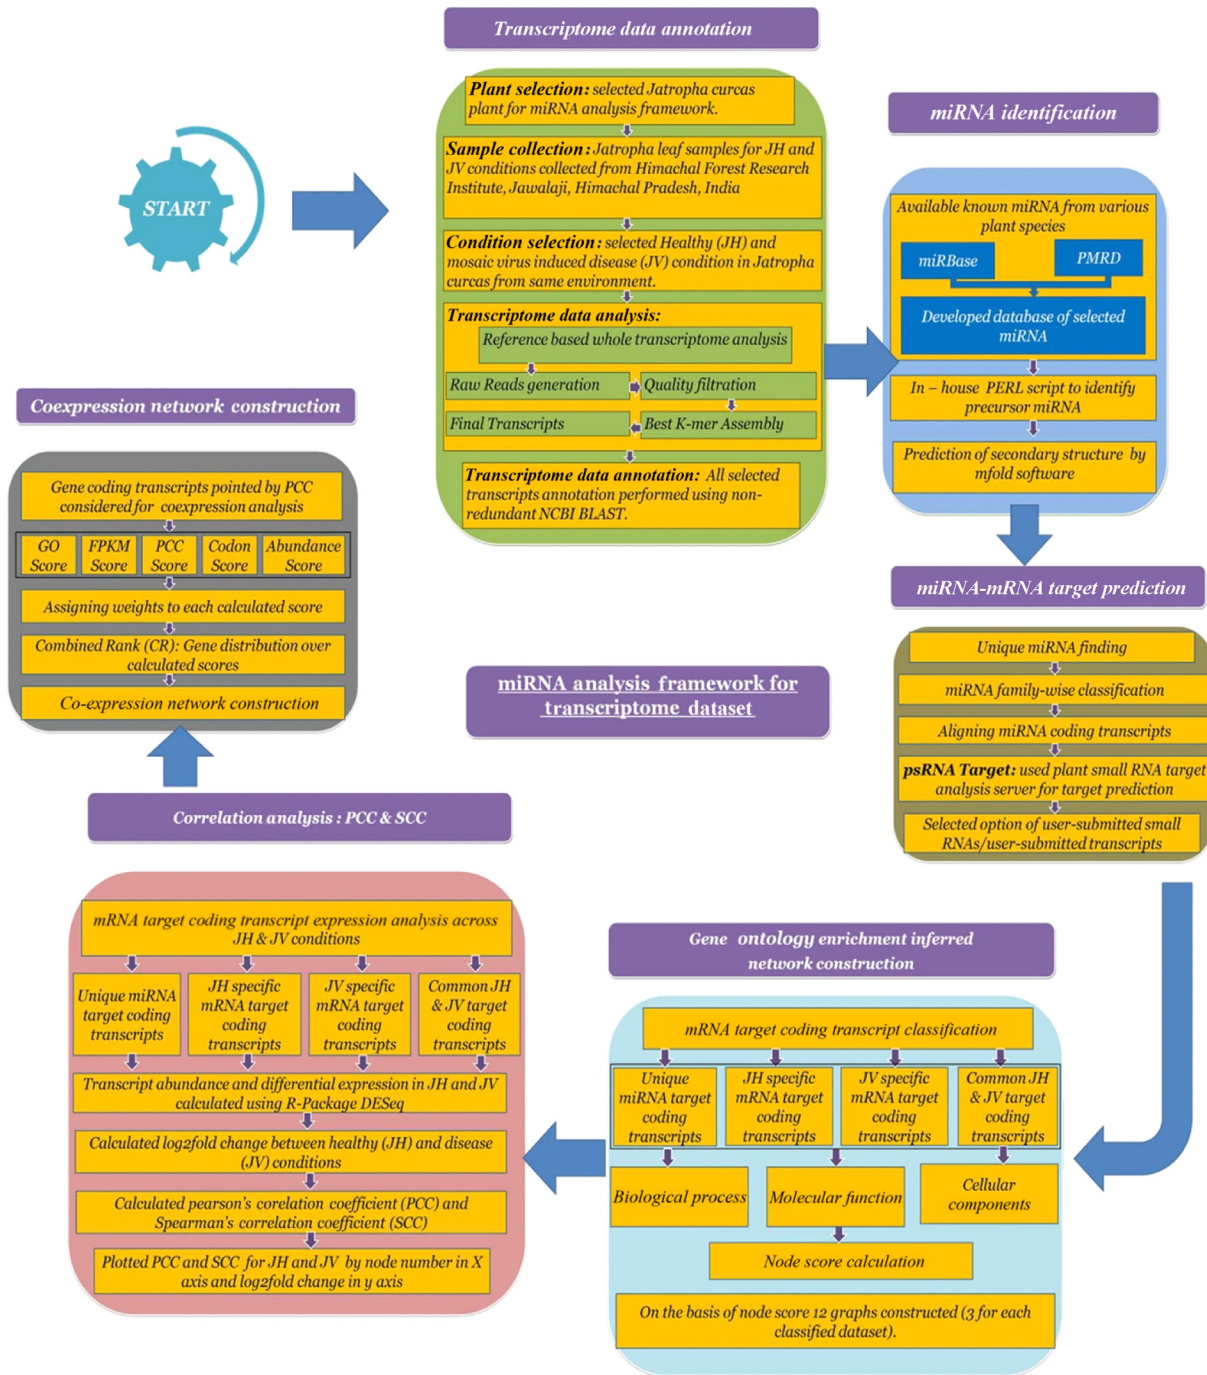 Transcriptome data annotation
START
Plant selection: selected Jatropha curcas
plant for miRNA analysis framework.
Sample collection: Jatropha leaf samples for JH and
JV conditions collected from Himachal Forest Research
Institute, Jawalaji, Himachal Pradesh, India
Condition selection: selected Healthy (JH) and
mosaic virus induced disease (JV) condition in Jatropha
curcas from same environment.
Transcriptome data analysis:
Reference based whole transcriptome analysis
Raw Reads generation
Quality filtration
Final Transcripts
Best K-mer Assembly
Transcriptome data annotation: All selected
transcripts annotation performed using non-
redundant NCBI BLAST.
miRNA identification
Available known miRNA from various
plant species
miRBase
PMRD
Developed database of selected
miRNA
In – house PERL script to identify
precursor miRNA
Prediction of secondary structure by
mfold software
miRNA-mRNA target prediction
Unique miRNA finding
miRNA family-wise classification
Aligning miRNA coding transcripts
psRNA Target: used plant small RNA target
analysis server for target prediction
Selected option of user-submitted small
RNAs/user-submitted transcripts
miRNA analysis framework for
transcriptome dataset
Gene ontology enrichment inferred
network construction
mRNA target coding transcript classification
Unique
miRNA target
coding
transcripts
JH specific
mRNA target
coding
transcripts
JV specific
mRNA target
coding
transcripts
Common JH
& JV target
coding
transcripts
Biological process
Molecular function
Cellular
components
Node score calculation
On the basis of node score 12 graphs constructed (3 for each
classified dataset).
Correlation analysis : PCC & SCC
mRNA target coding transcript expression analysis across
JH & JV conditions
Unique miRNA
target coding
transcripts
JH specific
mRNA target
coding
transcripts
JV specific
mRNA target
coding
transcripts
Common JH
& JV target
coding
transcripts
Transcript abundance and differential expression in JH and JV
calculated using R-Package DESeq
Calculated log2fold change between healthy (JH) and disease
(JV) conditions
Calculated pearson's corelation coefficient (PCC) and
Spearman's correlation coefficient (SCC)
Plotted PCC and SCC for JH and JV by node number in X
axis and log2fold change in y axis
Coexpression network construction
Gene coding transcripts pointed by PCC
considered for coexpression analysis
GO
Score
FPKM
Score
PCC
Score
Codon
Score
Abundance
Score
Assigning weights to each calculated score
Combined Rank (CR): Gene distribution over
calculated scores
Co-expression network construction